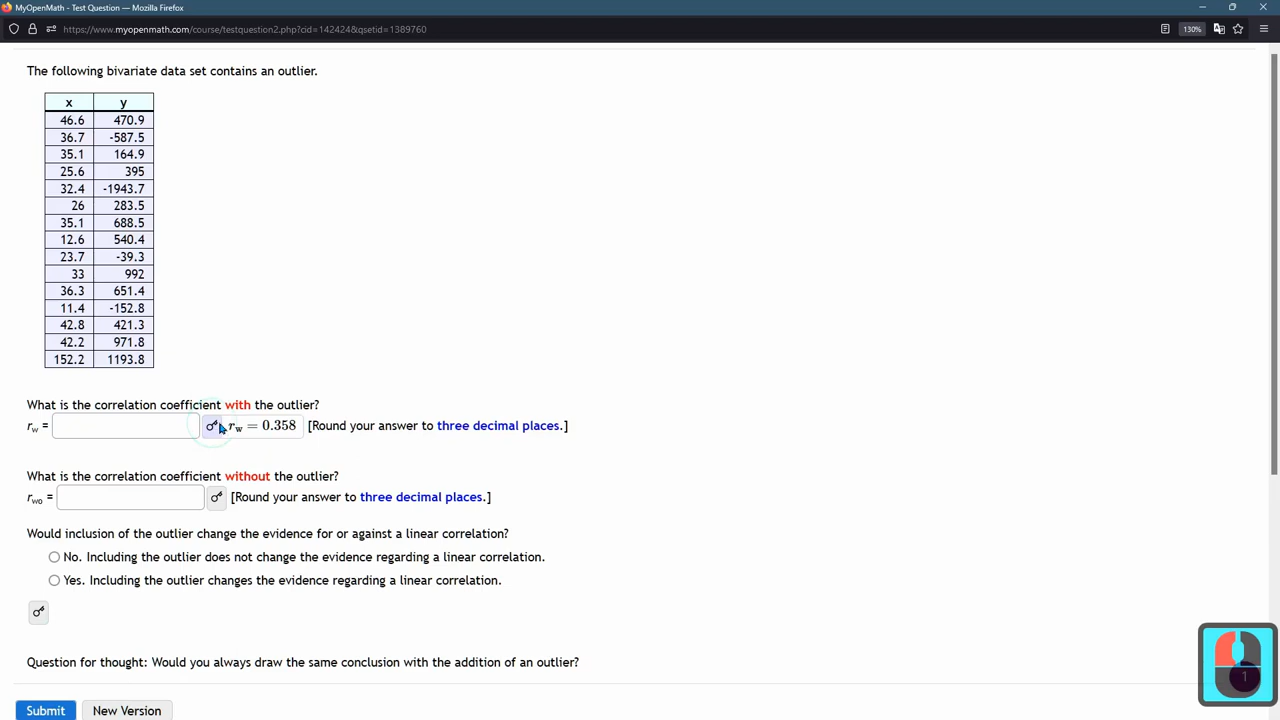 MyOpenMath - Test Question — Mozilla Firefox
https://www.myopenmath.com/course/testquestion2.php?cid=142424&qsetid=1389760
130%
The following bivariate data set contains an outlier.
x y
46.6 470.9
36.7 -587.5
35.1 164.9
25.6 395
32.4 -1943.7
26 283.5
35.1 688.5
12.6 540.4
23.7 -39.3
33 992
36.3 651.4
11.4 -152.8
42.8 421.3
42.2 971.8
152.2 1193.8
What is the correlation coefficient with the outlier?
rw = rw = 0.358 [Round your answer to three decimal places.]
What is the correlation coefficient without the outlier?
rwo = [Round your answer to three decimal places.]
Would inclusion of the outlier change the evidence for or against a linear correlation?
No. Including the outlier does not change the evidence regarding a linear correlation.
Yes. Including the outlier changes the evidence regarding a linear correlation.
Question for thought: Would you always draw the same conclusion with the addition of an outlier?
Submit New Version
1